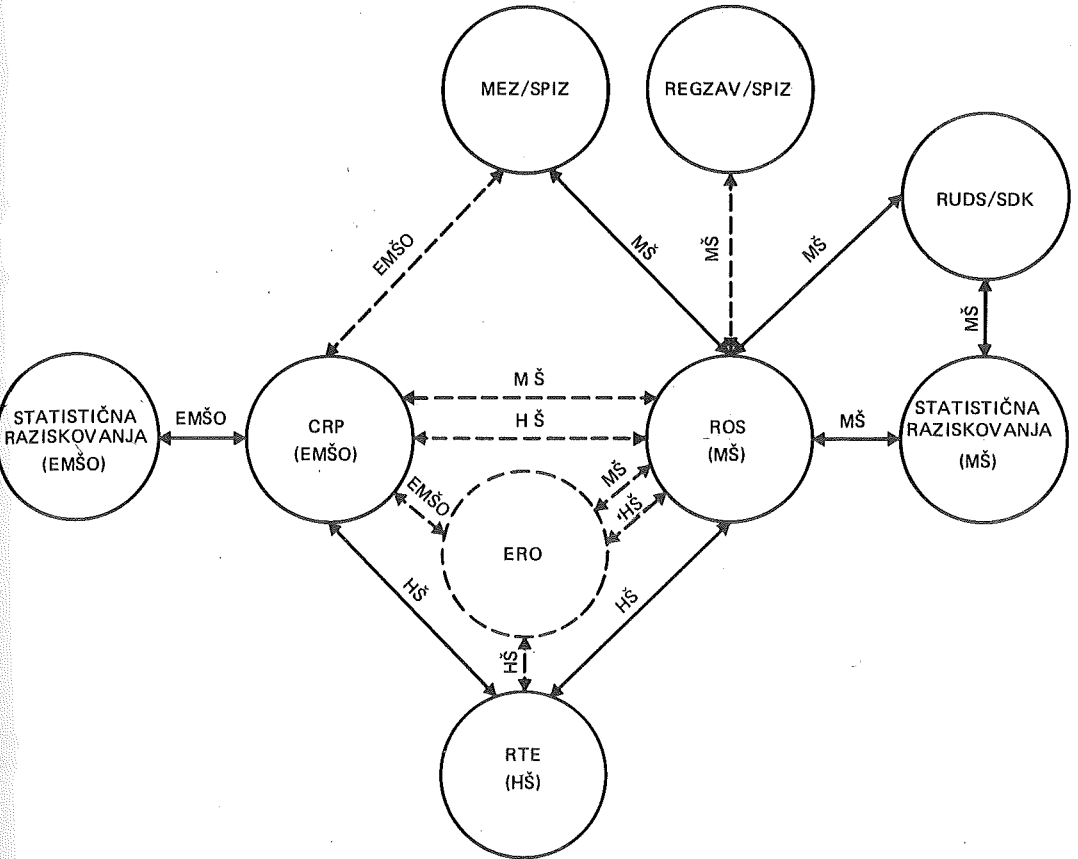 MEZ/SPIZ
REGZAV/SPIZ
RUDS/SDK
EMŠO
MŠ
MŠ
MŠ
MŠ
STATISTIČNA
RAZISKOVANJA
(EMŠO)
EMŠO
CRP
(EMŠO)
M Š
H Š
ROS
(MŠ)
MŠ
STATISTIČNA
RAZISKOVANJA
(MŠ)
EMŠO
MŠ
HŠ
ERO
HŠ
HŠ
HŠ
RTE
(HŠ)